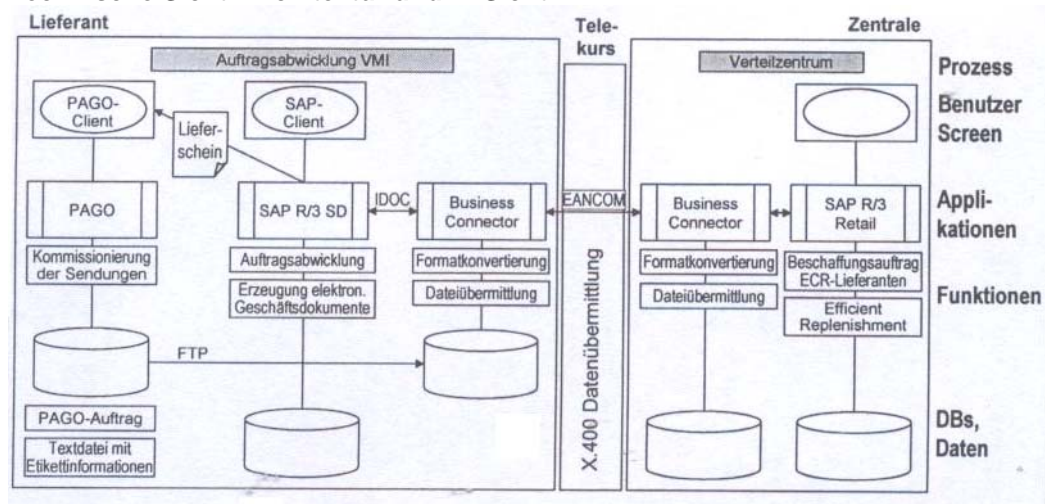 Lieferant
Tele-
kurs
Zentrale
Auftragsabwicklung VMI
Verteilzentrum
Prozess
PAGO-
Client
SAP-
Client
Benutzer
Screen
Liefer-
schein
PAGO
SAP R/3 SD
IDOC
Business
Connector
EANCOM
Business
Connector
SAP R/3
Retail
Appli-
kationen
Kommissionierung
der Sendungen
Auftragsabwicklung
Erzeugung elektron.
Geschäftsdokumente
Formatkonvertierung
Dateiübermittlung
X.400 Datenübermittlung
Formatkonvertierung
Dateiübermittlung
Beschaffungsauftrag
ECR-Lieferanten
Efficient
Replenishment
Funktionen
FTP
PAGO-Auftrag
Textdatei mit
Etikettinformationen
DBs,
Daten